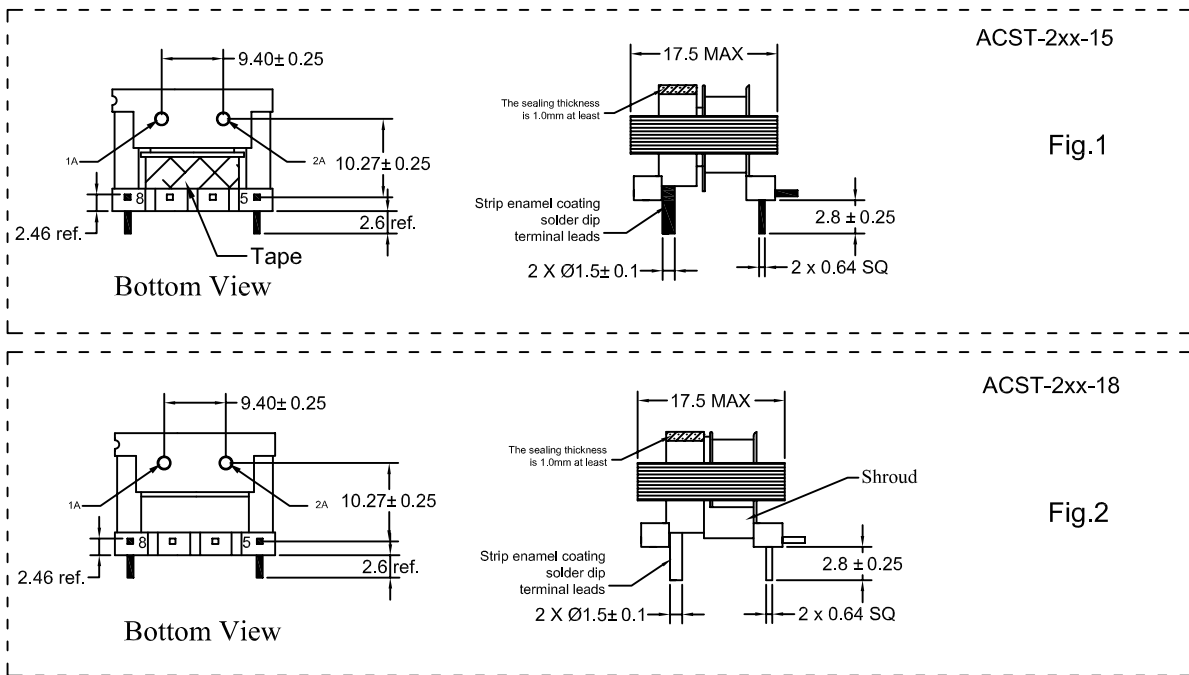 ACST-2xx-15
Fig.1
9.40± 0.25
1A
2A
10.27± 0.25
8
5
2.46 ref.
2.6 ref.
Tape
Bottom View
17.5 MAX
The sealing thickness
is 1.0mm at least
Strip enamel coating
solder dip
terminal leads
2.8 ± 0.25
2 X Ø1.5± 0.1
2 x 0.64 SQ
ACST-2xx-18
Fig.2
9.40± 0.25
1A
2A
10.27± 0.25
8
5
2.46 ref.
2.6 ref.
Bottom View
17.5 MAX
The sealing thickness
is 1.0mm at least
Shroud
Strip enamel coating
solder dip
terminal leads
2.8 ± 0.25
2 X Ø1.5± 0.1
2 x 0.64 SQ